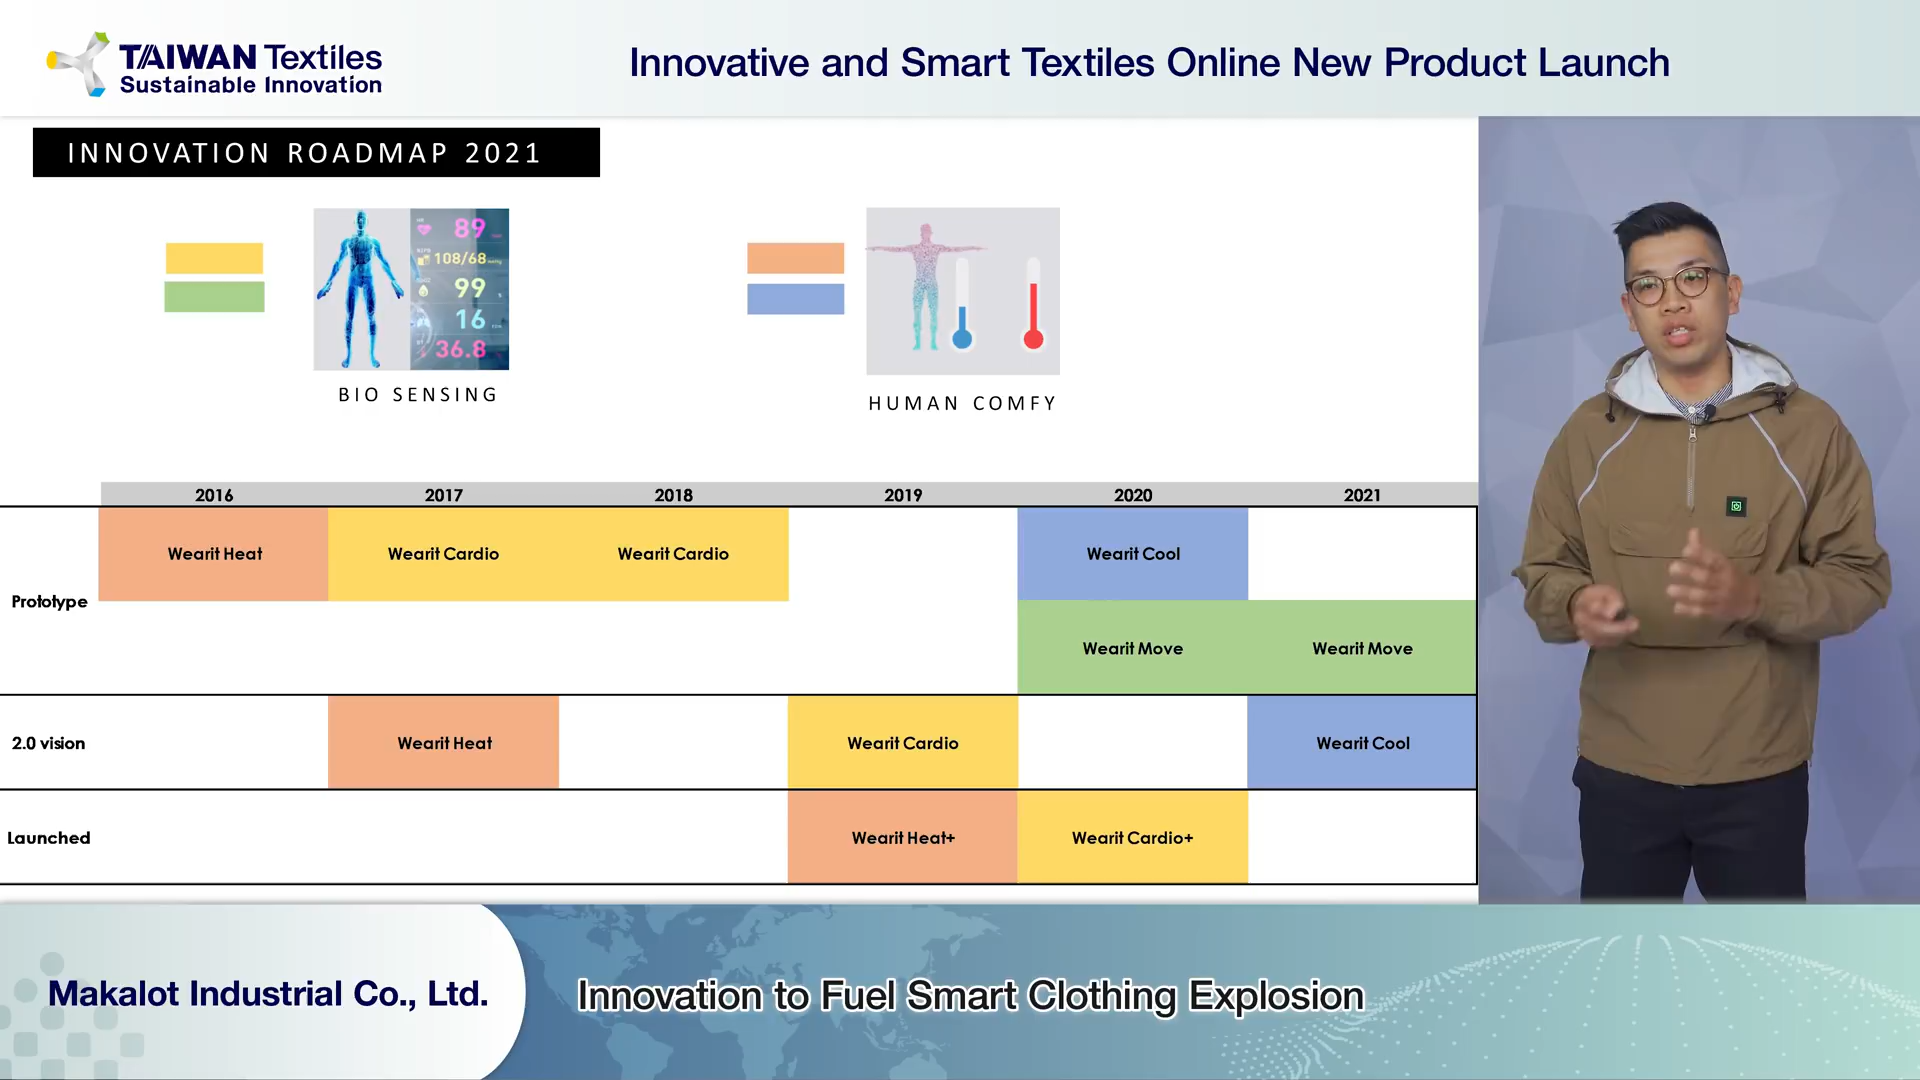 TAIWAN Textiles
Sustainable Innovation
Innovative and Smart Textiles Online New Product Launch
INNOVATION ROADMAP 2021
89
108/68
99
16
36.8
BIO SENSING
HUMAN COMFY
2016 2017 2018 2019 2020 2021
Prototype
Wearit Heat Wearit Cardio Wearit Cardio Wearit Cool
Wearit Move Wearit Move
2.0 vision Wearit Heat Wearit Cardio Wearit Cool
Launched Wearit Heat+ Wearit Cardio+
Makalot Industrial Co., Ltd.
Innovation to Fuel Smart Clothing Explosion